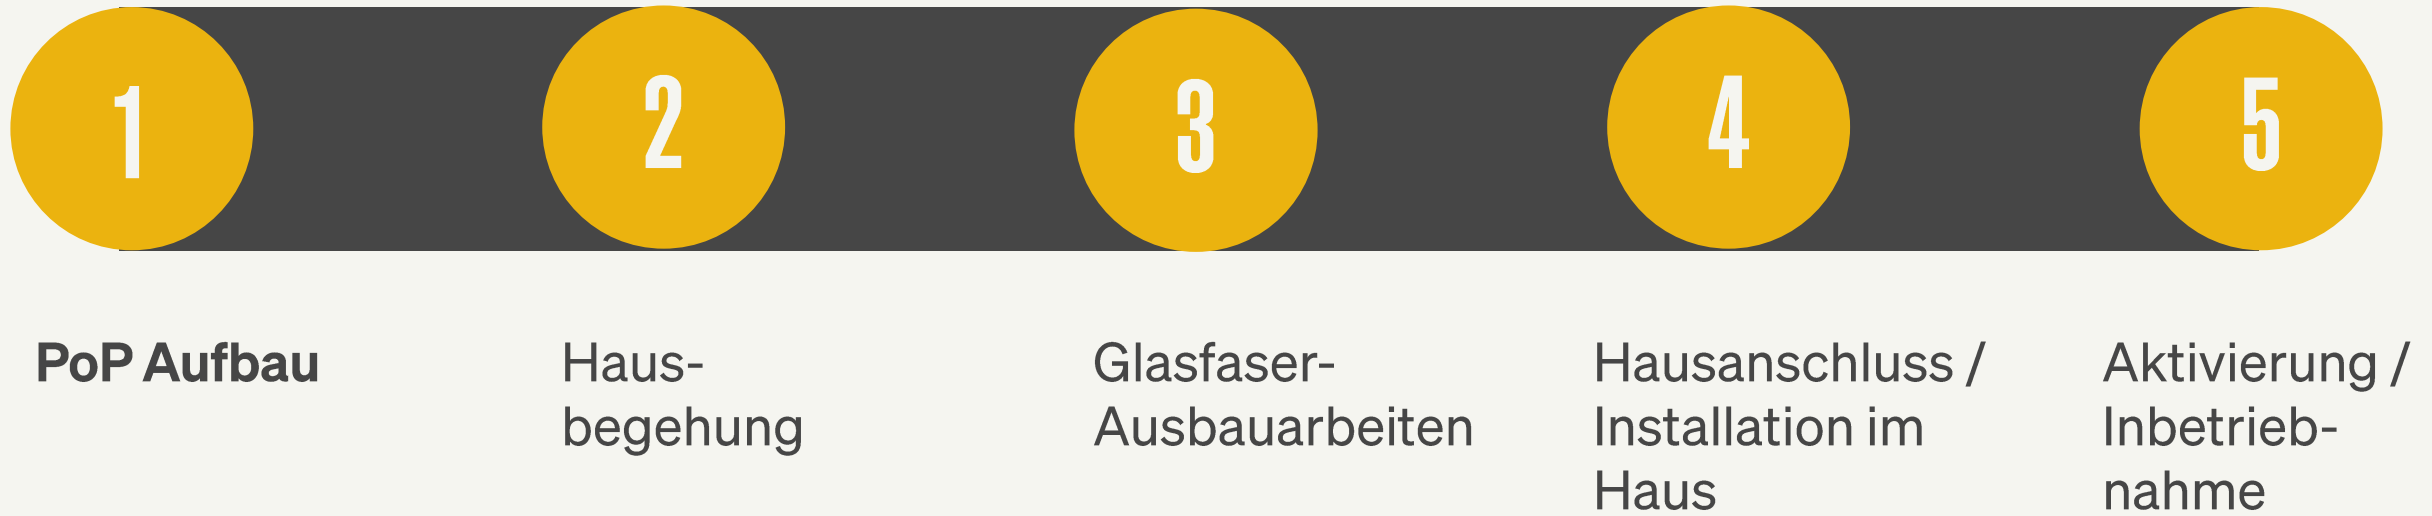 1
2
3
4
5
PoP Aufbau
Haus-
begehung
Glasfaser-
Ausbauarbeiten
Hausanschluss /
Installation im
Haus
Aktivierung /
Inbetrieb-
nahme